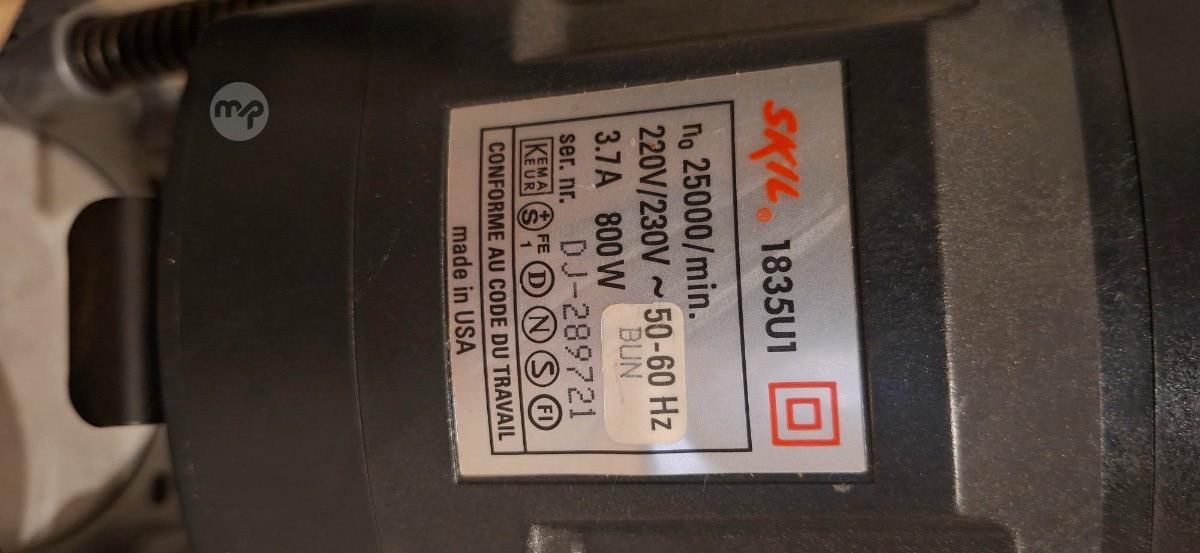 SKIL® 1835U1
n₀ 25000/min.
220V/230V ~ 50-60 Hz
3.7A 800W
BUN
ser. nr. DJ-289721
KEMA KEUR +S FE 1 D N S FI
CONFORME AU CODE DU TRAVAIL
made in USA